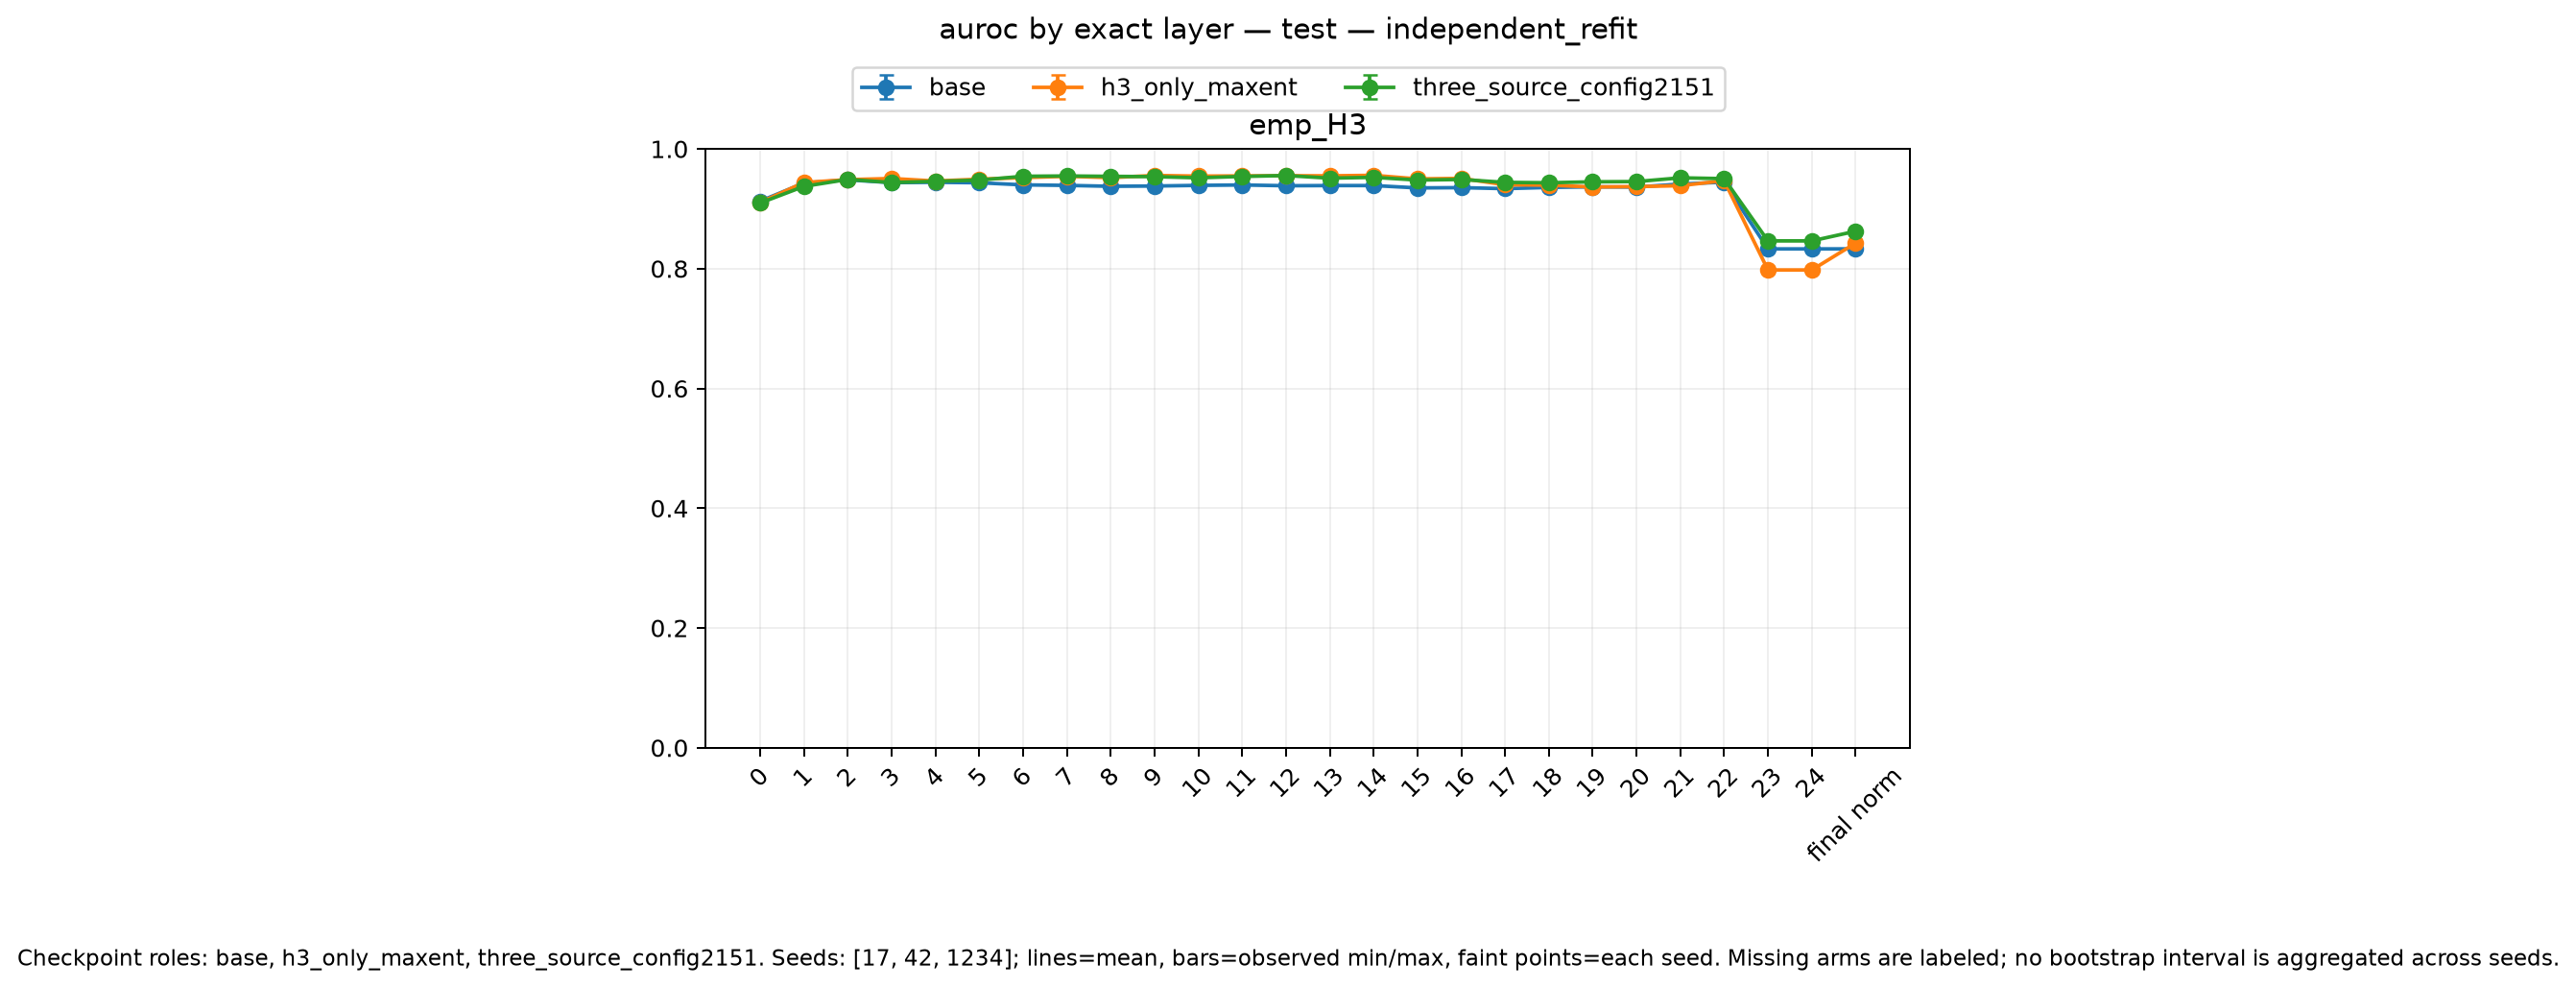 auroc by exact layer — test — independent_refit
base h3_only_maxent three_source_config2151
emp_H3
1.0
0.8
0.6
0.4
0.2
0.0
0 1 2 3 4 5 6 7 8 9 10 11 12 13 14 15 16 17 18 19 20 21 22 23 24 final norm
Checkpoint roles: base, h3_only_maxent, three_source_config2151. Seeds: [17, 42, 1234]; lines=mean, bars=observed min/max, faint points=each seed. Missing arms are labeled; no bootstrap interval is aggregated across seeds.